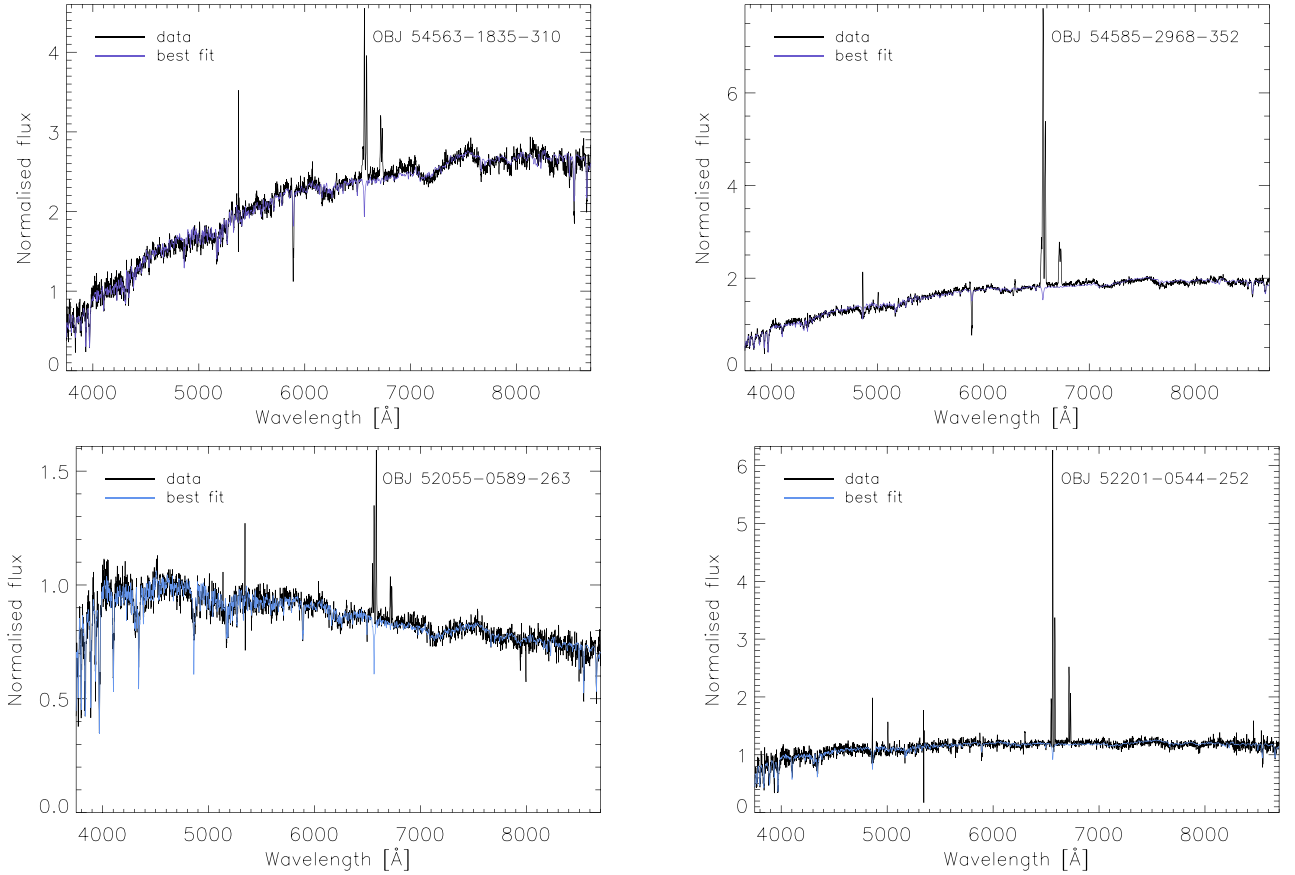 data OBJ 54563-1835-310
best fit
4
3
2
1
0
Normalised flux
4000 5000 6000 7000 8000
Wavelength [Å]
data OBJ 54585-2968-352
best fit
6
4
2
0
Normalised flux
4000 5000 6000 7000 8000
Wavelength [Å]
data OBJ 52055-0589-263
best fit
1.5
1.0
0.5
0.0
Normalised flux
4000 5000 6000 7000 8000
Wavelength [Å]
data OBJ 52201-0544-252
best fit
6
5
4
3
2
1
0
Normalised flux
4000 5000 6000 7000 8000
Wavelength [Å]